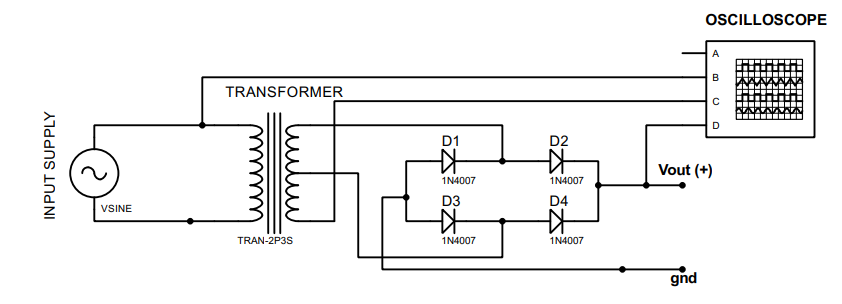 OSCILLOSCOPE
A
B
C
D
TRANSFORMER
INPUT SUPPLY
VSINE
TRAN-2P3S
D1
1N4007
D2
1N4007
D3
1N4007
D4
1N4007
Vout (+)
gnd